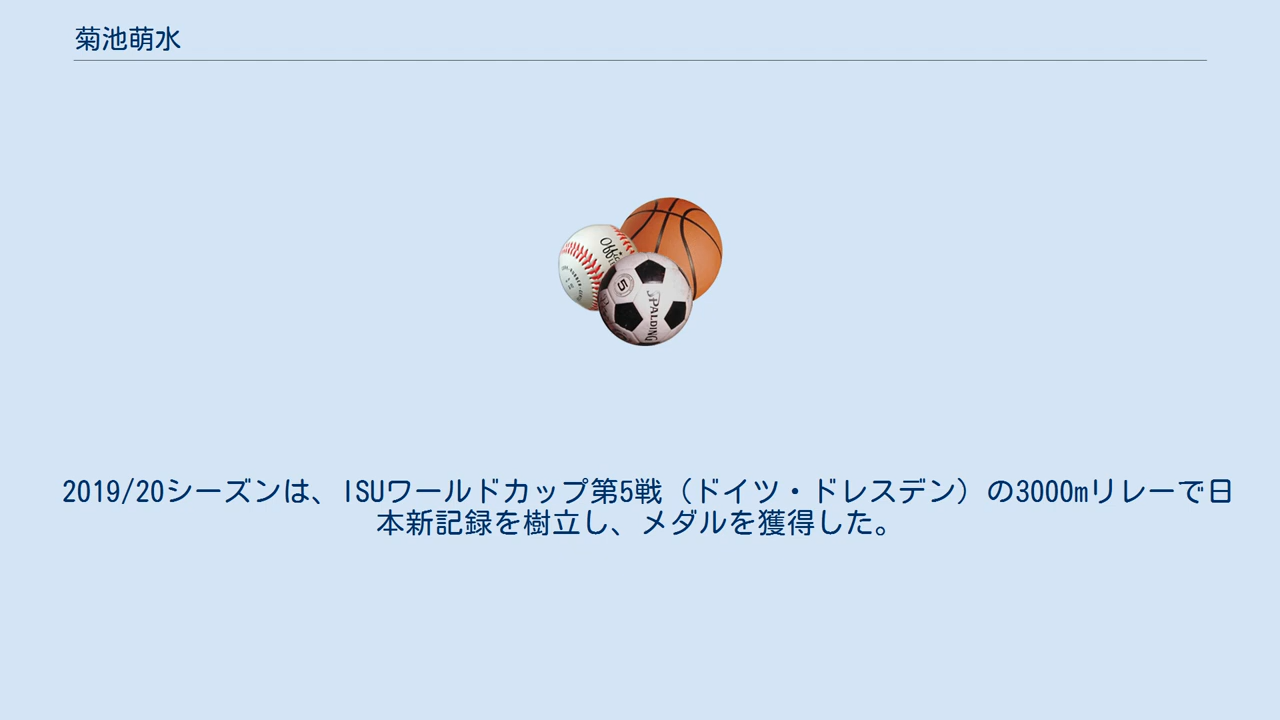 菊池萌水
Offic
5
SPALDING
2019/20シーズンは、ISUワールドカップ第5戦（ドイツ・ドレスデン）の3000mリレーで日
本新記録を樹立し、メダルを獲得した。